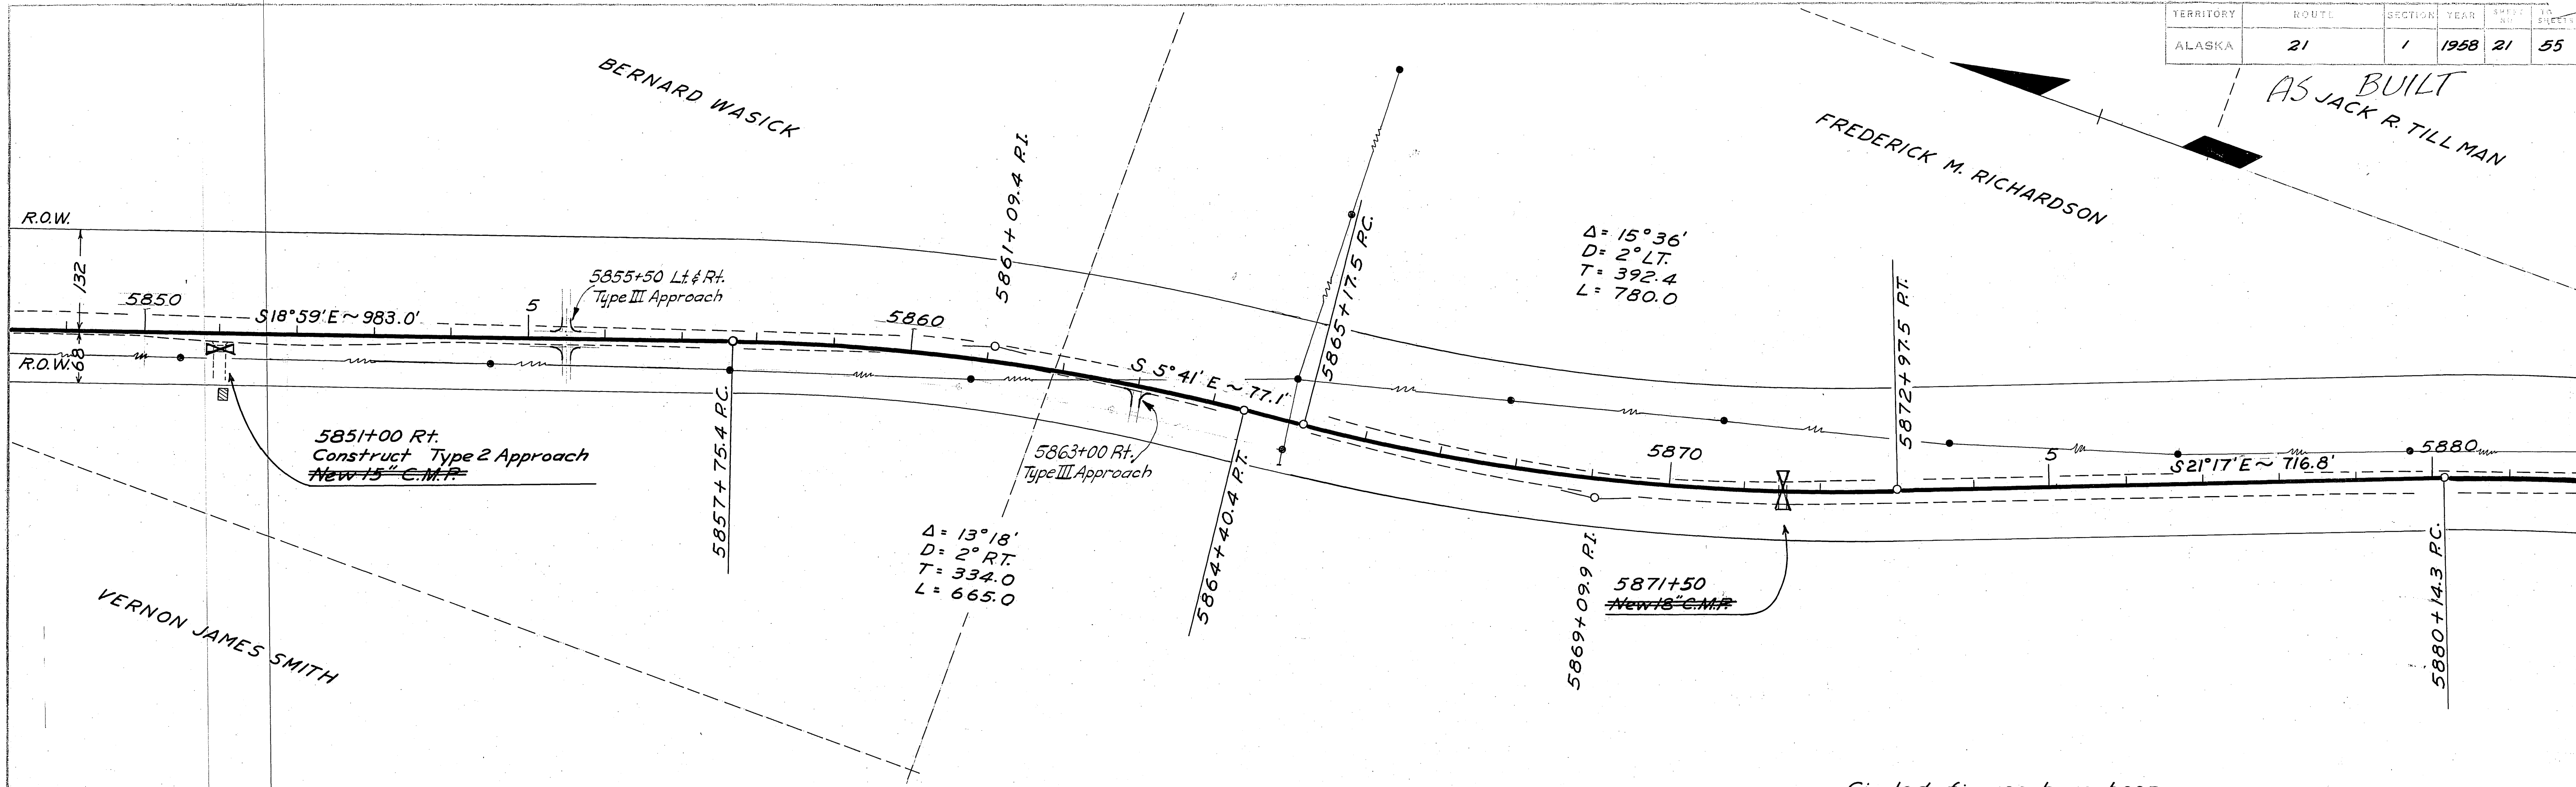 TERRITORY ROUTE SECTION YEAR SHEET NO. SHEETS
ALASKA 21 1 1958 21 55
AS BUILT
JACK R. TILLMAN
BERNARD WASICK
FREDERICK M. RICHARDSON
5861+09.4 P.I.
5865+17.5 P.C.
Δ= 15°36'
D= 2° LT.
T= 392.4
L= 780.0
R.O.W.
132
5850
S18°59'E~983.0'
5
5855+50 Lt. & Rt.
Type III Approach
5860
S 5°41' E ~ 77.1'
5872+97.5 P.T.
R.O.W.
68
5851+00 Rt.
Construct Type 2 Approach
New 15" C.M.P.
5857+75.4 P.C.
5863+00 Rt.
Type III Approach
5864+40.4 P.T.
5870
5
S21°17'E~ 716.8'
5880
Δ= 13°18'
D= 2° RT.
T= 334.0
L= 665.0
5869+09.9 P.I.
5871+50
New 18" C.M.P.
5880+14.3 P.C.
VERNON JAMES SMITH